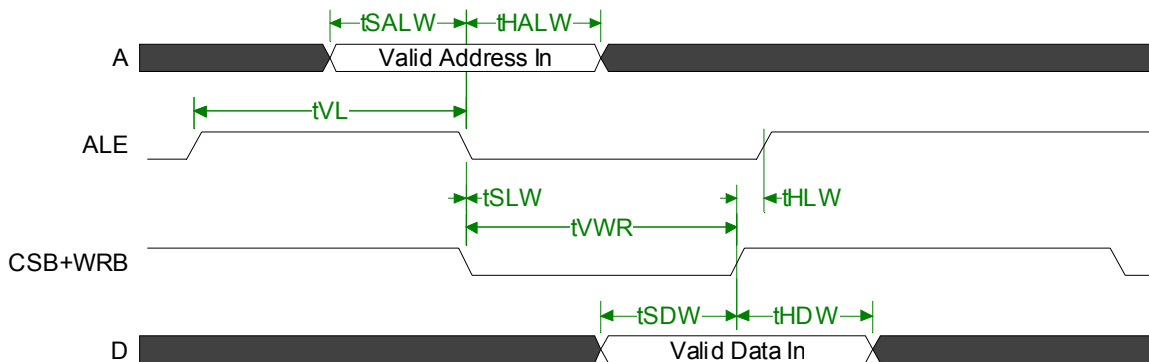 tSALW tHALW
A Valid Address In
tVL
ALE
tSLW tHLW
tVWR
CSB+WRB
tSDW tHDW
D Valid Data In